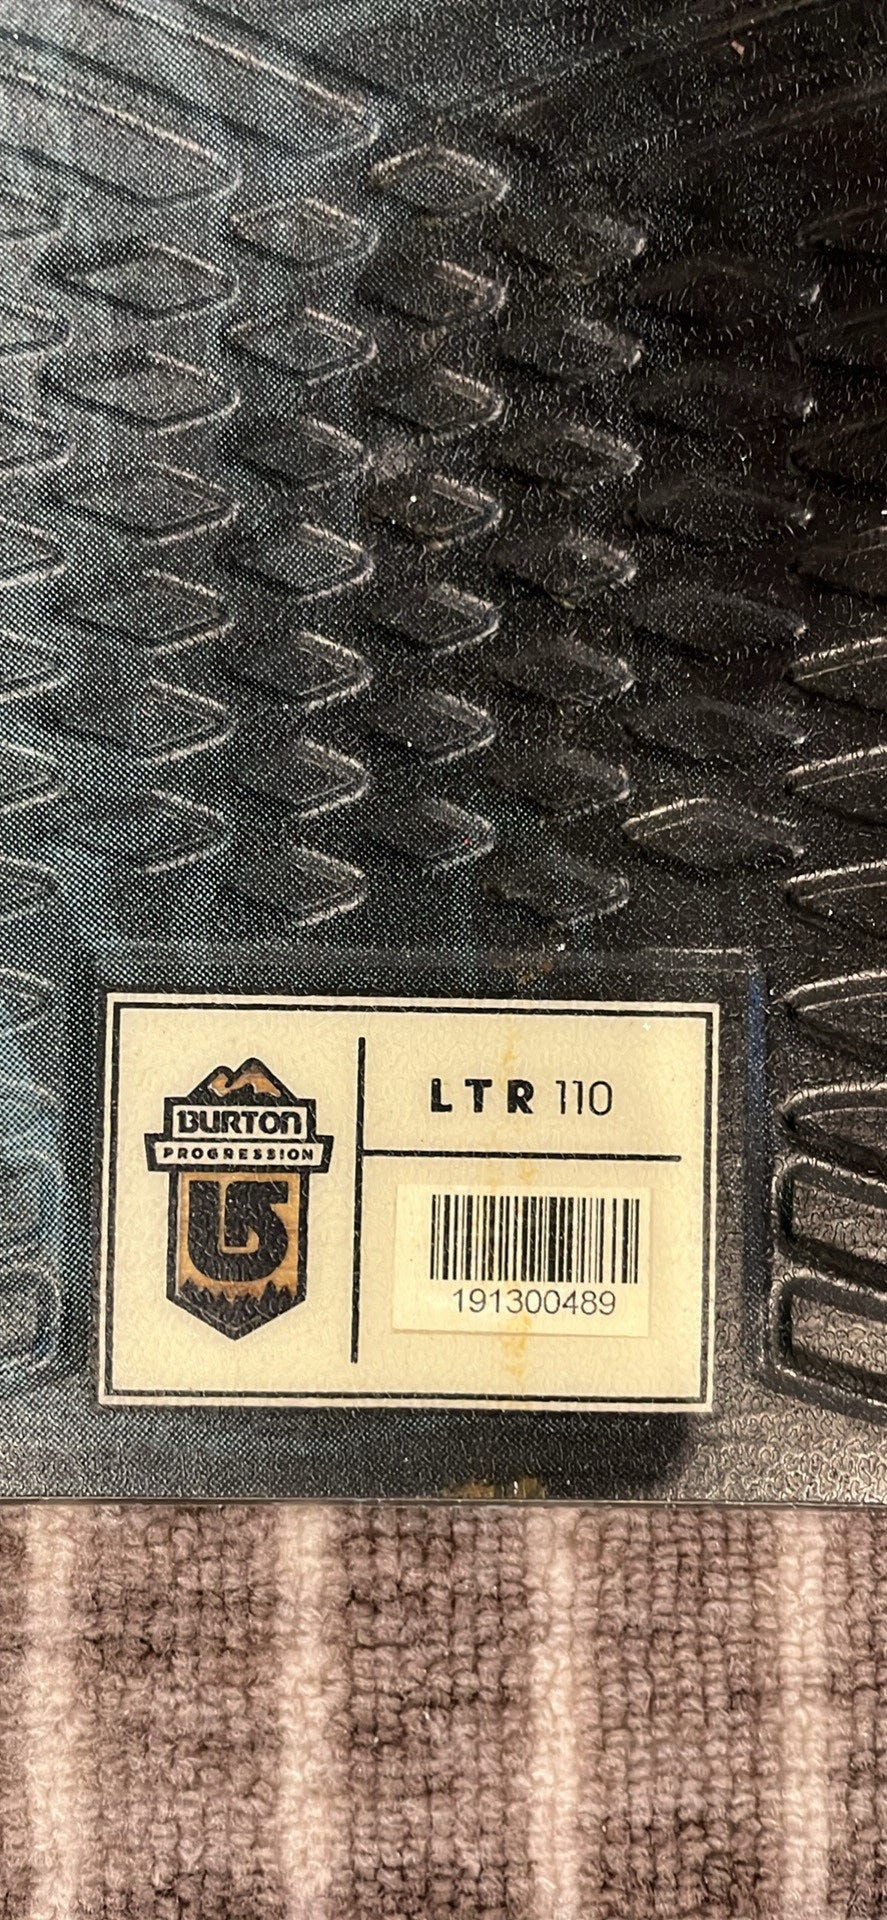 BURTON
PROGRESSION
LTR 110
191300489